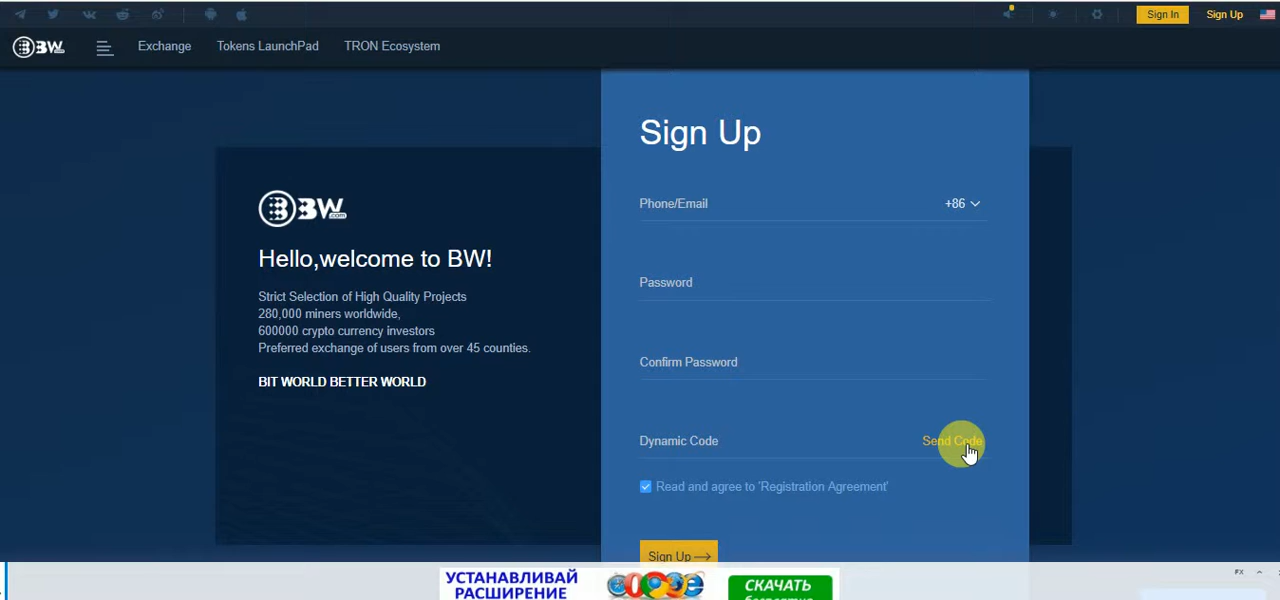 Sign In
Sign Up
BW.com
Exchange
Tokens LaunchPad
TRON Ecosystem
Sign Up
Phone/Email
+86
BW.com
Hello,welcome to BW!
Password
Strict Selection of High Quality Projects
280,000 miners worldwide,
600000 crypto currency investors
Preferred exchange of users from over 45 counties.
Confirm Password
BIT WORLD BETTER WORLD
Dynamic Code
Send Code
Read and agree to 'Registration Agreement'
Sign Up
УСТАНАВЛИВАЙ
РАСШИРЕНИЕ
СКАЧАТЬ
бесплатно
FX